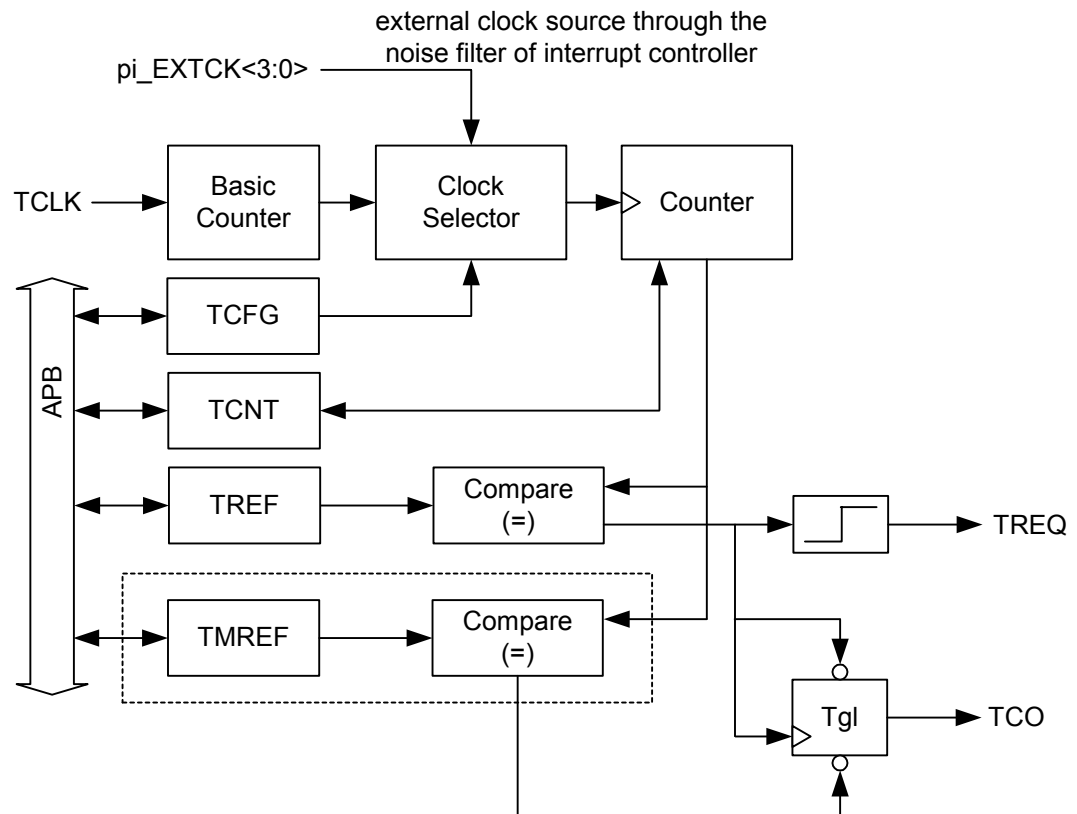 external clock source through the
noise filter of interrupt controller
pi_EXTCK<3:0>
TCLK
Basic
Counter
Clock
Selector
Counter
TCFG
APB
TCNT
TREF
Compare
(=)
TREQ
TMREF
Compare
(=)
Tgl
TCO